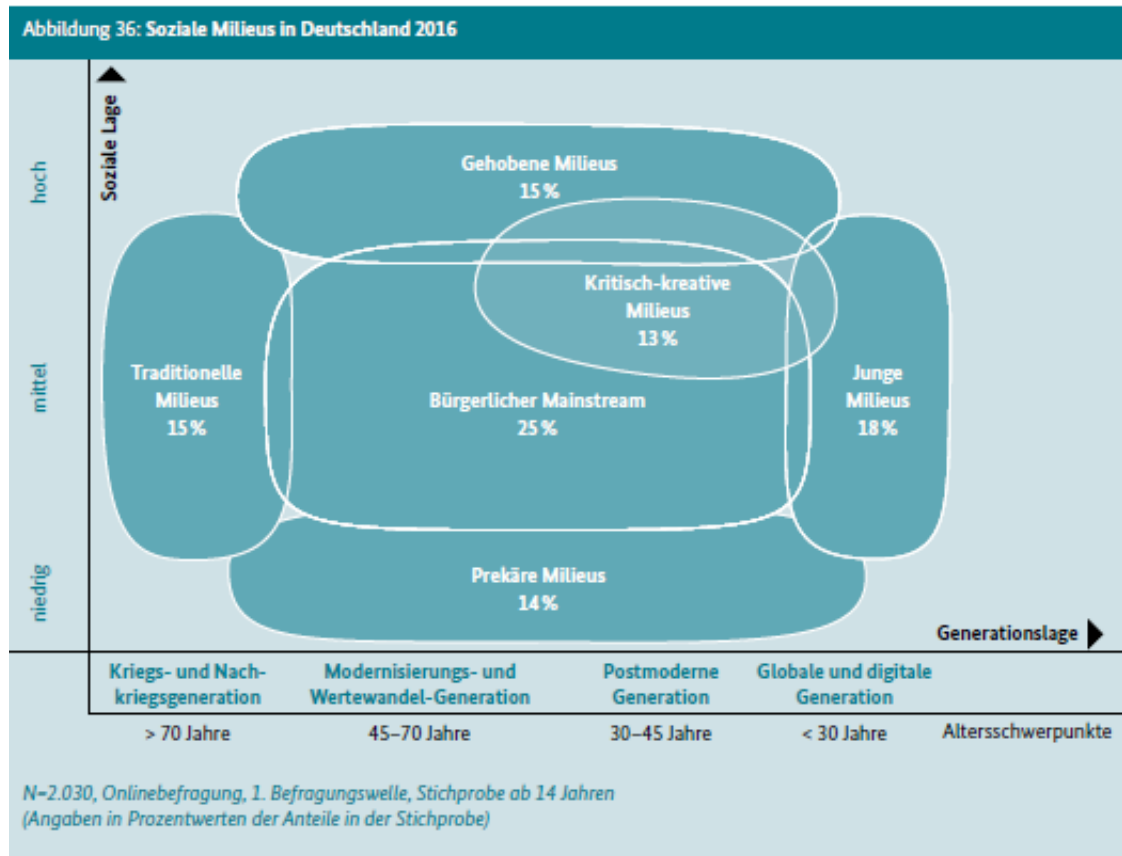 Abbildung 36: Soziale Milieus in Deutschland 2016
Soziale Lage
hoch
mittel
niedrig
Gehobene Milieus
15 %
Kritisch-kreative
Milieus
13 %
Traditionelle
Milieus
15 %
Bürgerlicher Mainstream
25 %
Junge
Milieus
18 %
Prekäre Milieus
14 %
Generationslage
Kriegs- und Nach-
kriegsgeneration
Modernisierungs- und
Wertewandel-Generation
Postmoderne
Generation
Globale und digitale
Generation
> 70 Jahre
45–70 Jahre
30–45 Jahre
< 30 Jahre
Altersschwerpunkte
N=2.030, Onlinebefragung, 1. Befragungswelle, Stichprobe ab 14 Jahren
(Angaben in Prozentwerten der Anteile in der Stichprobe)